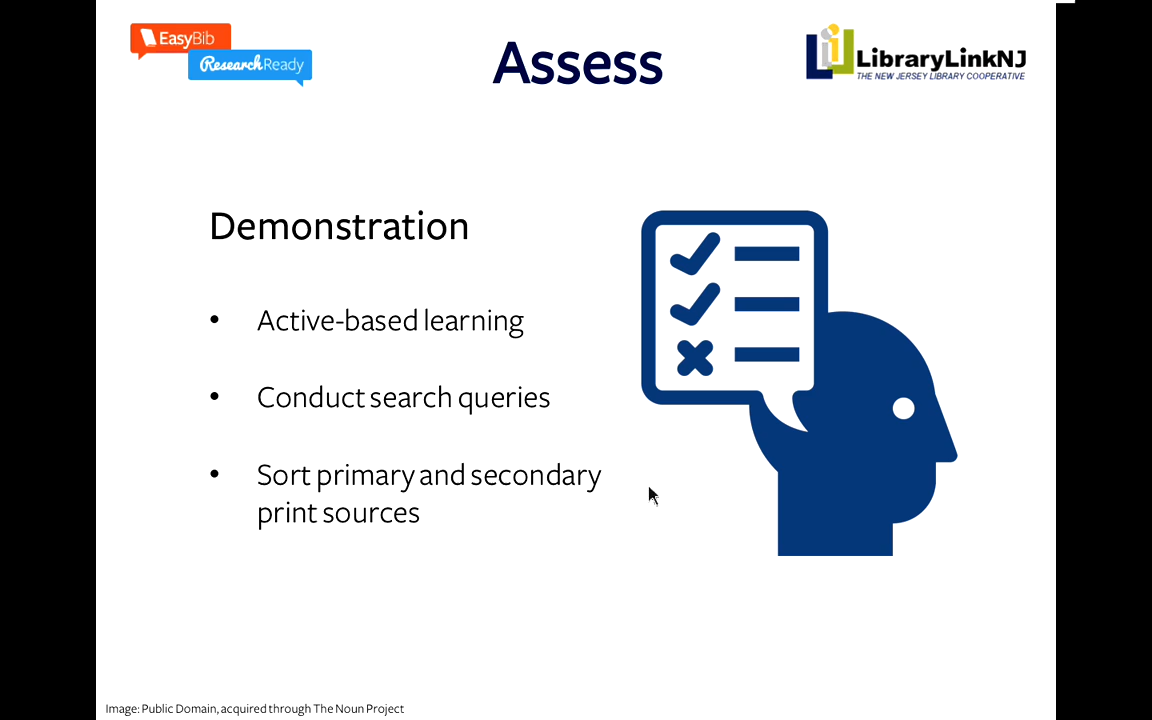 EasyBib
ResearchReady
Assess
LibraryLinkNJ
THE NEW JERSEY LIBRARY COOPERATIVE
Demonstration
• Active-based learning
• Conduct search queries
• Sort primary and secondary
print sources
Image: Public Domain, acquired through The Noun Project